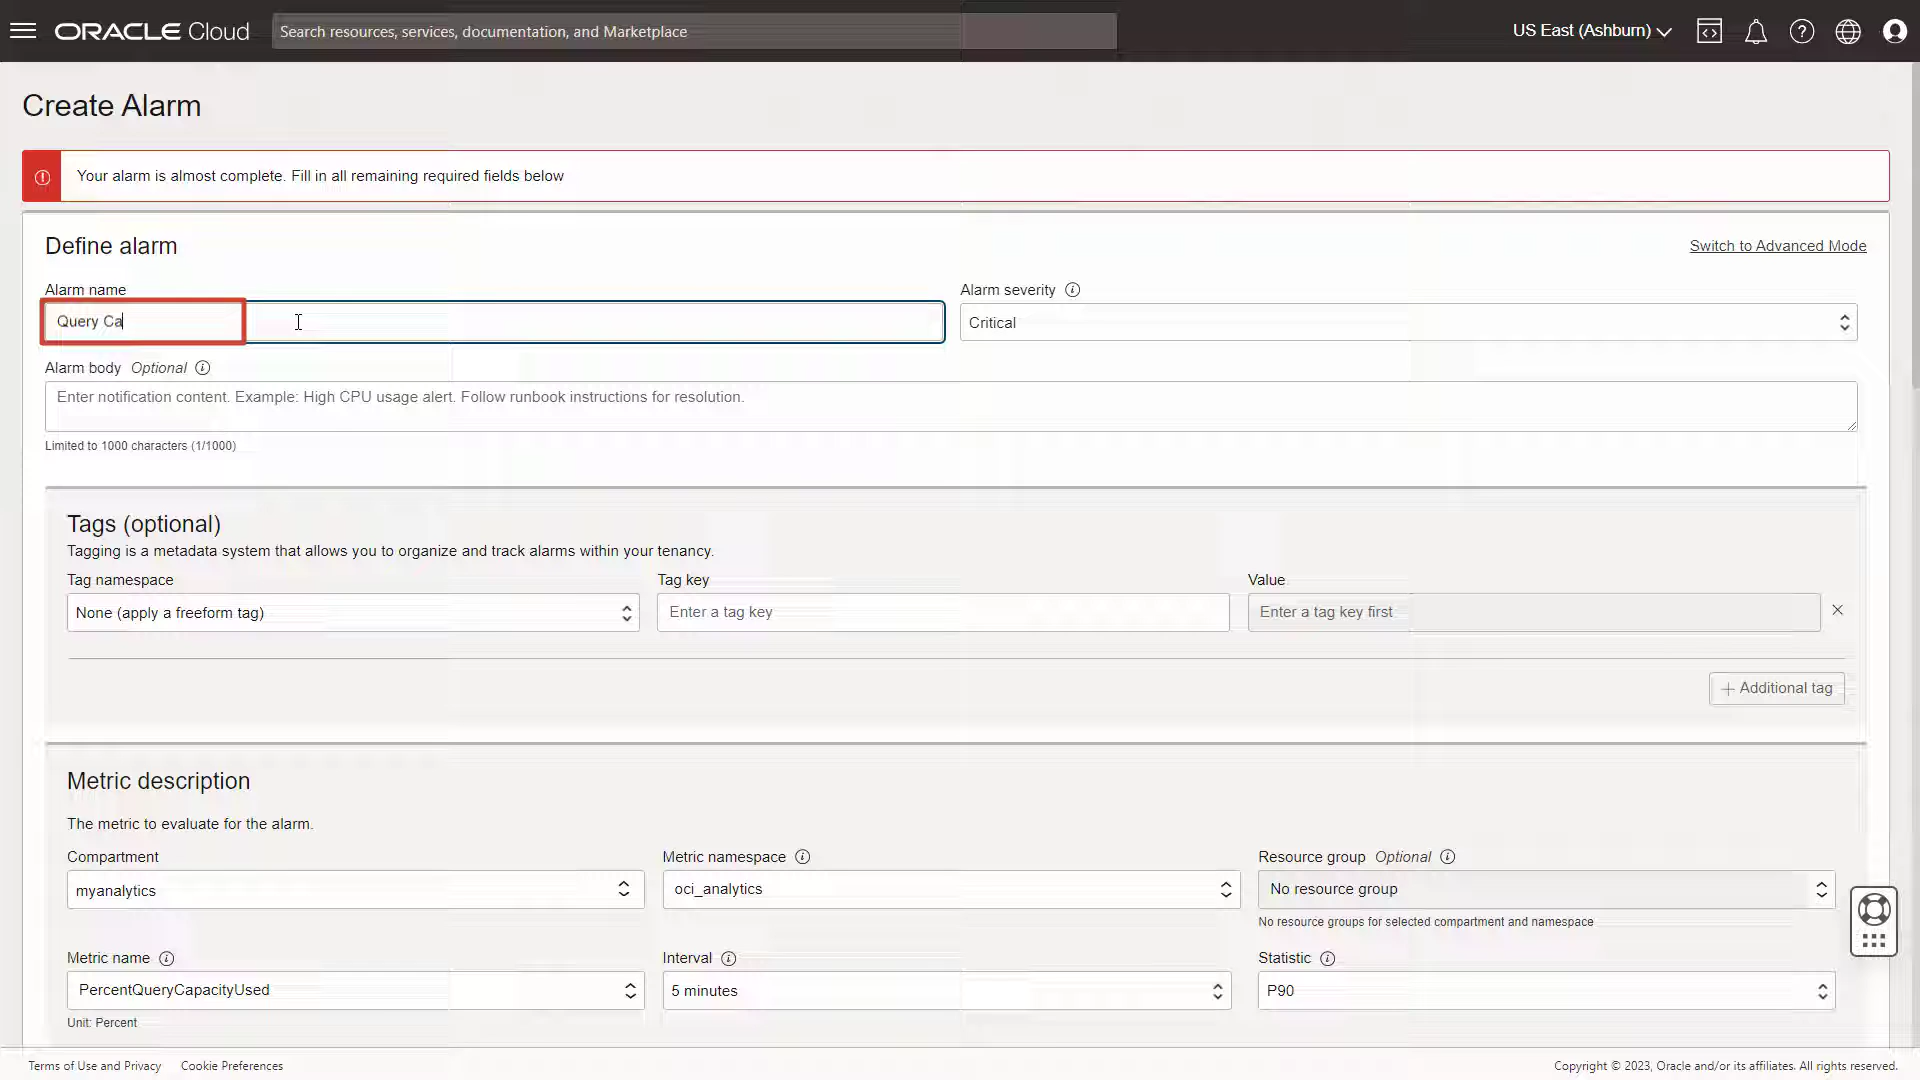 ORACLE Cloud
Search resources, services, documentation, and Marketplace
US East (Ashburn)
Create Alarm
Your alarm is almost complete. Fill in all remaining required fields below
Define alarm
Switch to Advanced Mode
Alarm name
Alarm severity
Query Ca
Critical
Alarm body Optional
Enter notification content. Example: High CPU usage alert. Follow runbook instructions for resolution.
Limited to 1000 characters (1/1000)
Tags (optional)
Tagging is a metadata system that allows you to organize and track alarms within your tenancy.
Tag namespace
Tag key
Value
None (apply a freeform tag)
Enter a tag key
Enter a tag key first
Additional tag
Metric description
The metric to evaluate for the alarm.
Compartment
Metric namespace
Resource group Optional
myanalytics
oci_analytics
No resource group
No resource groups for selected compartment and namespace
Metric name
Interval
Statistic
PercentQueryCapacityUsed
5 minutes
P90
Unit: Percent
Terms of Use and Privacy
Cookie Preferences
Copyright © 2023, Oracle and/or its affiliates. All rights reserved.